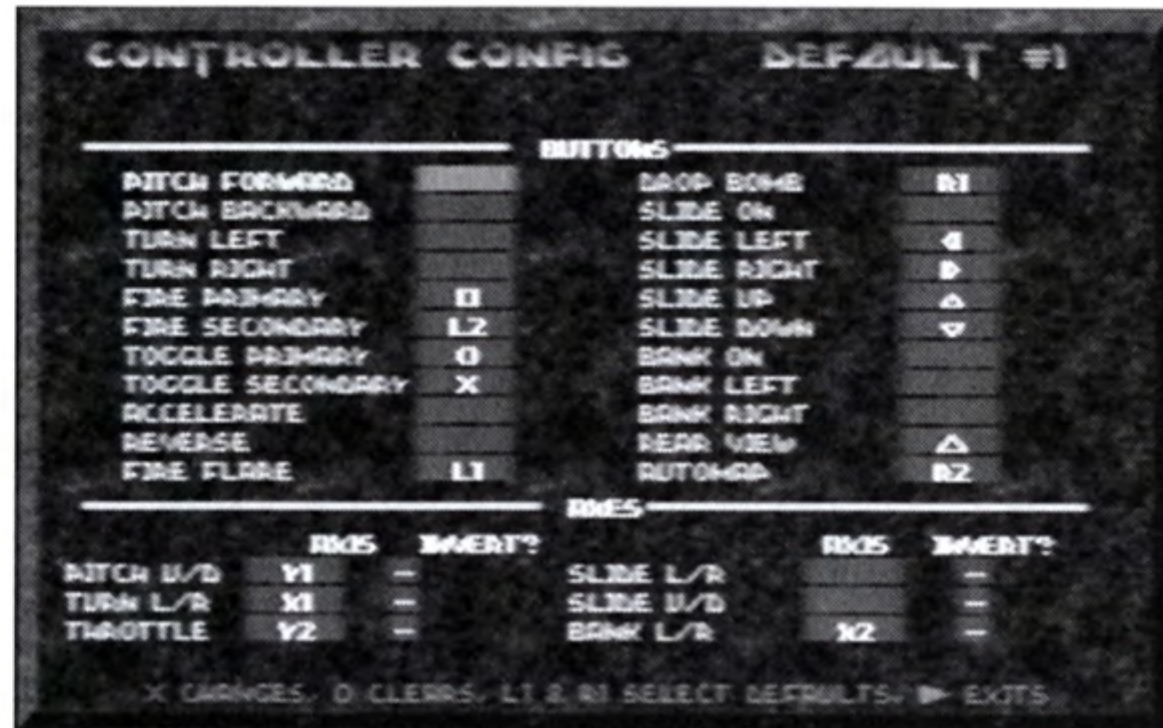 CONTROLLER CONFIG DEFAULT #1
BUTTONS
PITCH FORWARD DROP BOMB R1
PITCH BACKWARD SLIDE ON
TURN LEFT SLIDE LEFT ◁
TURN RIGHT SLIDE RIGHT ▷
FIRE PRIMARY □ SLIDE UP △
FIRE SECONDARY L2 SLIDE DOWN ▽
TOGGLE PRIMARY O BANK ON
TOGGLE SECONDARY X BANK LEFT
ACCELERATE BANK RIGHT
REVERSE REAR VIEW △
FIRE FLARE L1 AUTOMAP R2
AXES
AXIS INVERT? AXIS INVERT?
PITCH U/D Y1 – SLIDE L/R –
TURN L/R X1 – SLIDE U/D –
THROTTLE Y2 – BANK L/R X2 –
X CHANGES, O CLEARS, L1 & R1 SELECT DEFAULTS, ▶ EXITS